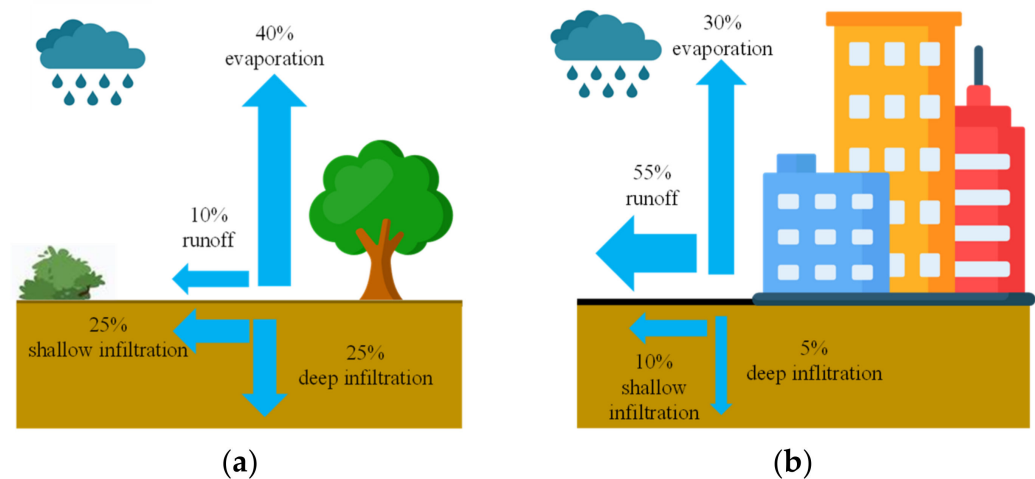 40%
evaporation
10%
runoff
25%
shallow infiltration
25%
deep infiltration
(a)
30%
evaporation
55%
runoff
10%
shallow
infiltration
5%
deep inflitration
(b)